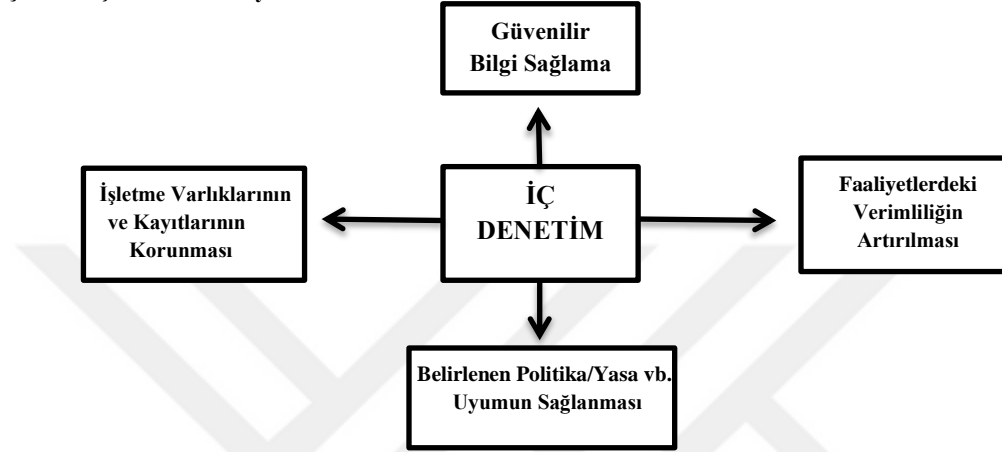 Güvenilir
Bilgi Sağlama
İşletme Varlıklarının
ve Kayıtlarının
Korunması
İÇ
DENETİM
Faaliyetlerdeki
Verimliliğin
Artırılması
Belirlenen Politika/Yasa vb.
Uyumun Sağlanması